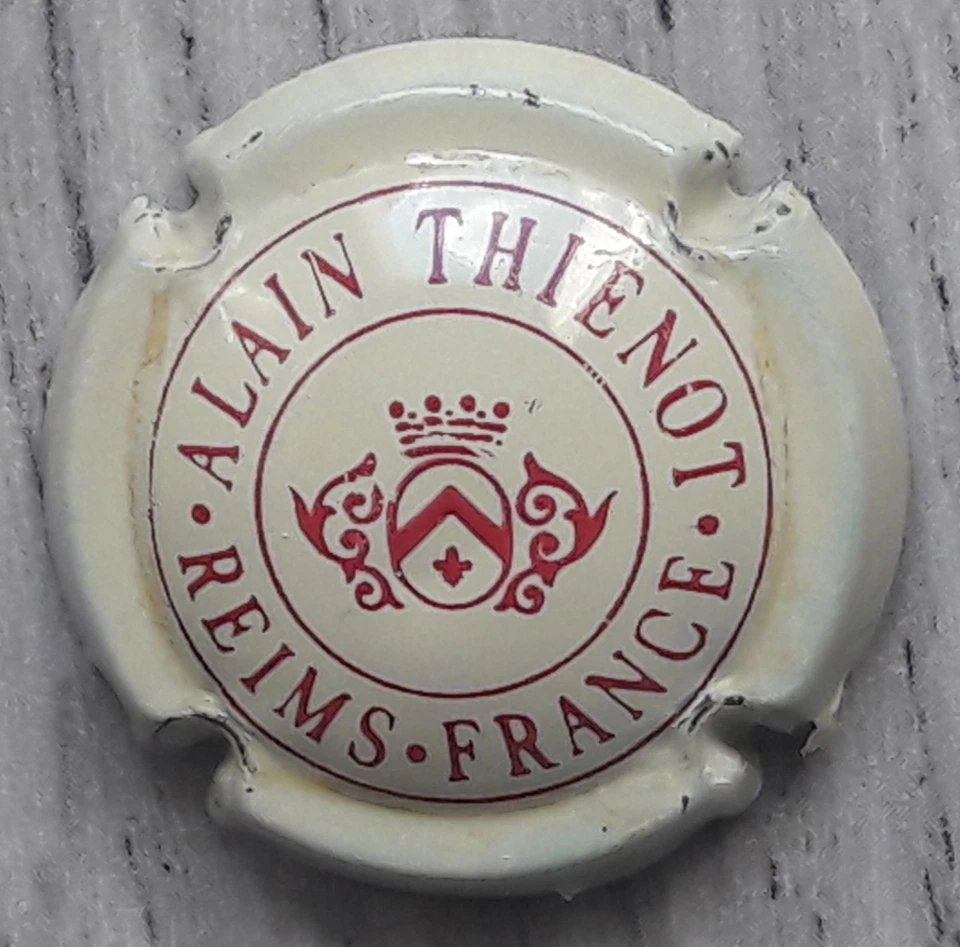 ALAIN THIENOT
· REIMS · FRANCE ·